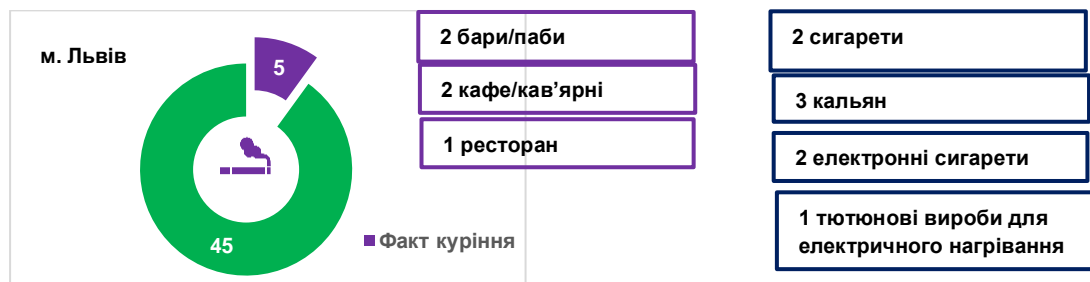 м. Львів
5
45
Факт куріння
2 бари/паби
2 кафе/кав’ярні
1 ресторан
2 сигарети
3 кальян
2 електронні сигарети
1 тютюнові вироби для
електричного нагрівання